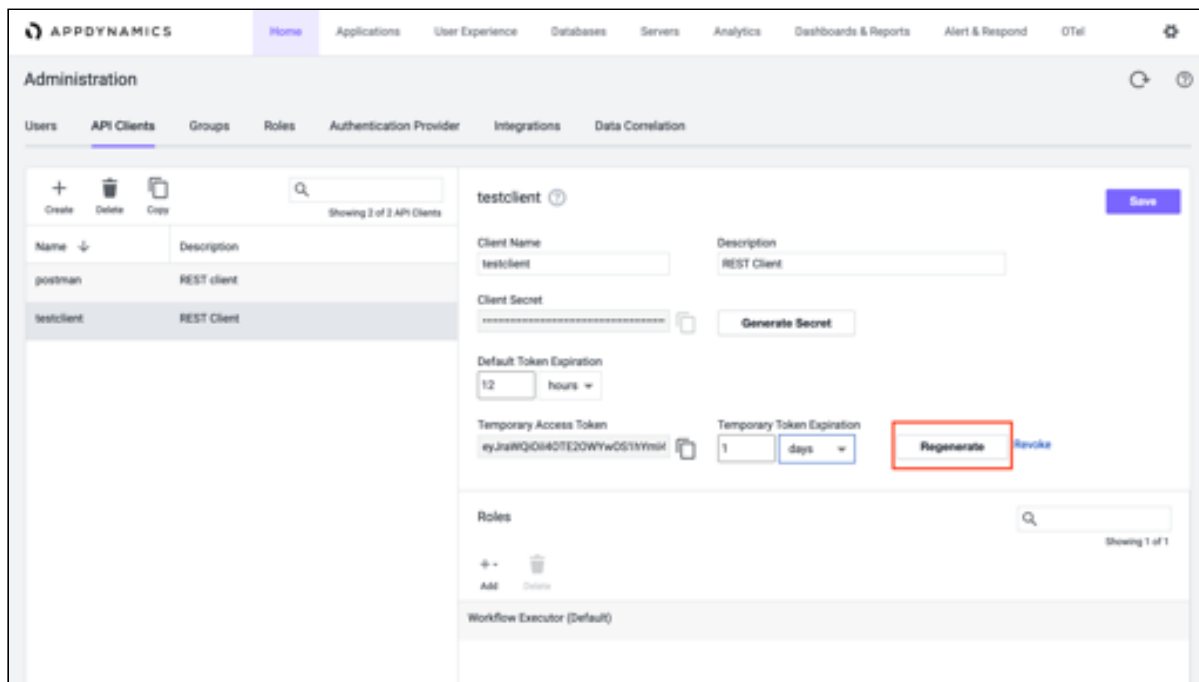 APPDYNAMICS Home Applications User Experience Databases Servers Analytics Dashboards & Reports Alert & Respond OTel
Administration
Users API Clients Groups Roles Authentication Provider Integrations Data Correlation
Create Delete Copy
Showing 2 of 2 API Clients
Name Description
postman REST client
testclient REST Client
testclient
Save
Client Name Description
testclient REST Client
Client Secret
Generate Secret
Default Token Expiration
12 hours
Temporary Access Token Temporary Token Expiration
1 days Regenerate Revoke
Roles
Showing 1 of 1
Add Delete
Workflow Executor (Default)